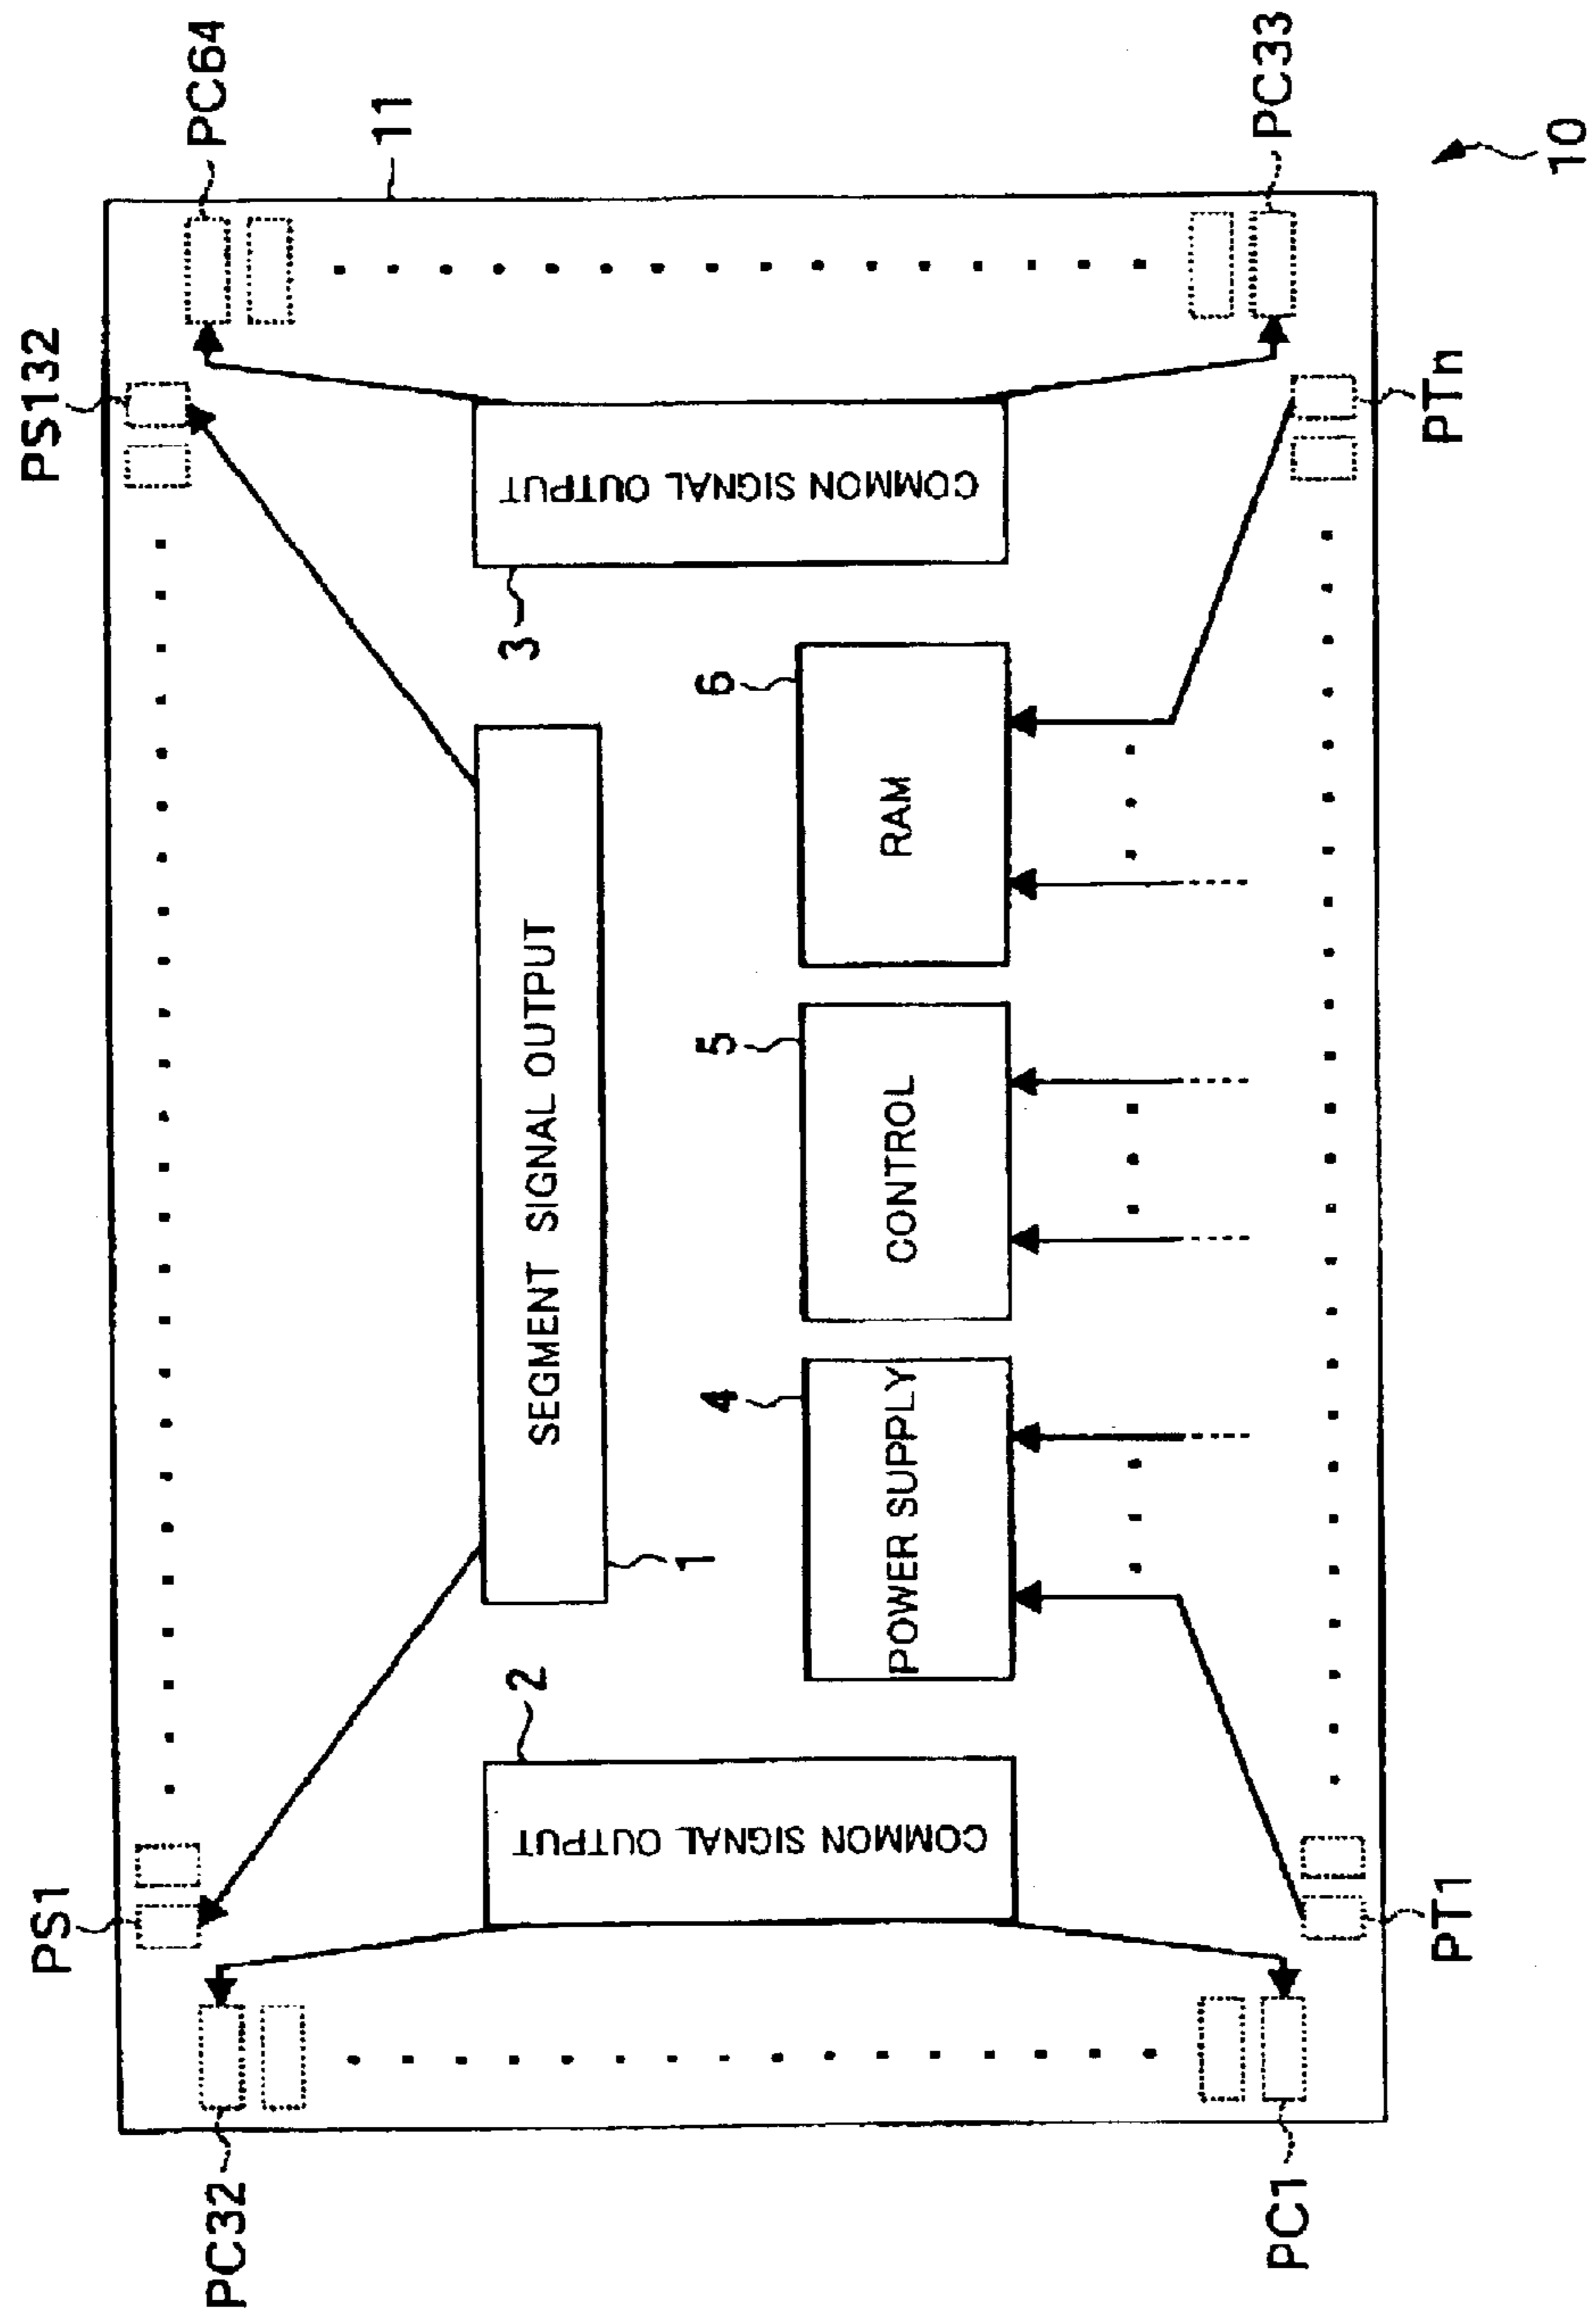 PS1
PS132
PC32
PC64
11
2
COMMON SIGNAL OUTPUT
SEGMENT SIGNAL OUTPUT
1
3
COMMON SIGNAL OUTPUT
4
POWER SUPPLY
5
CONTROL
6
RAM
PC1
PC33
PT1
PTn
10